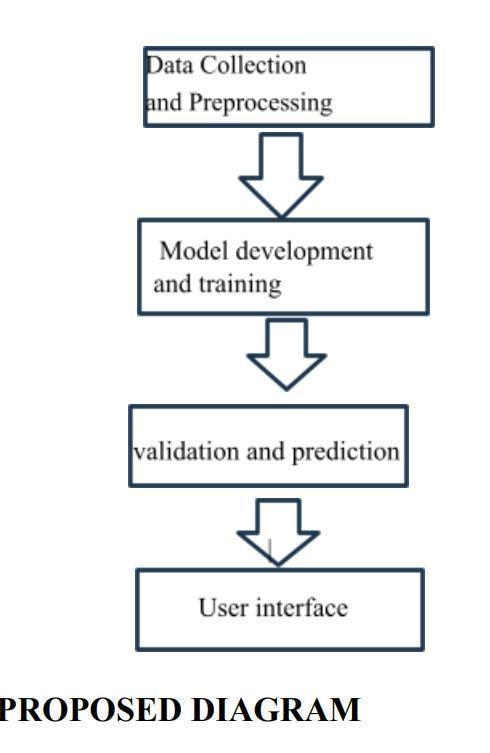 Data Collection
and Preprocessing
Model development
and training
validation and prediction
User interface
PROPOSED DIAGRAM